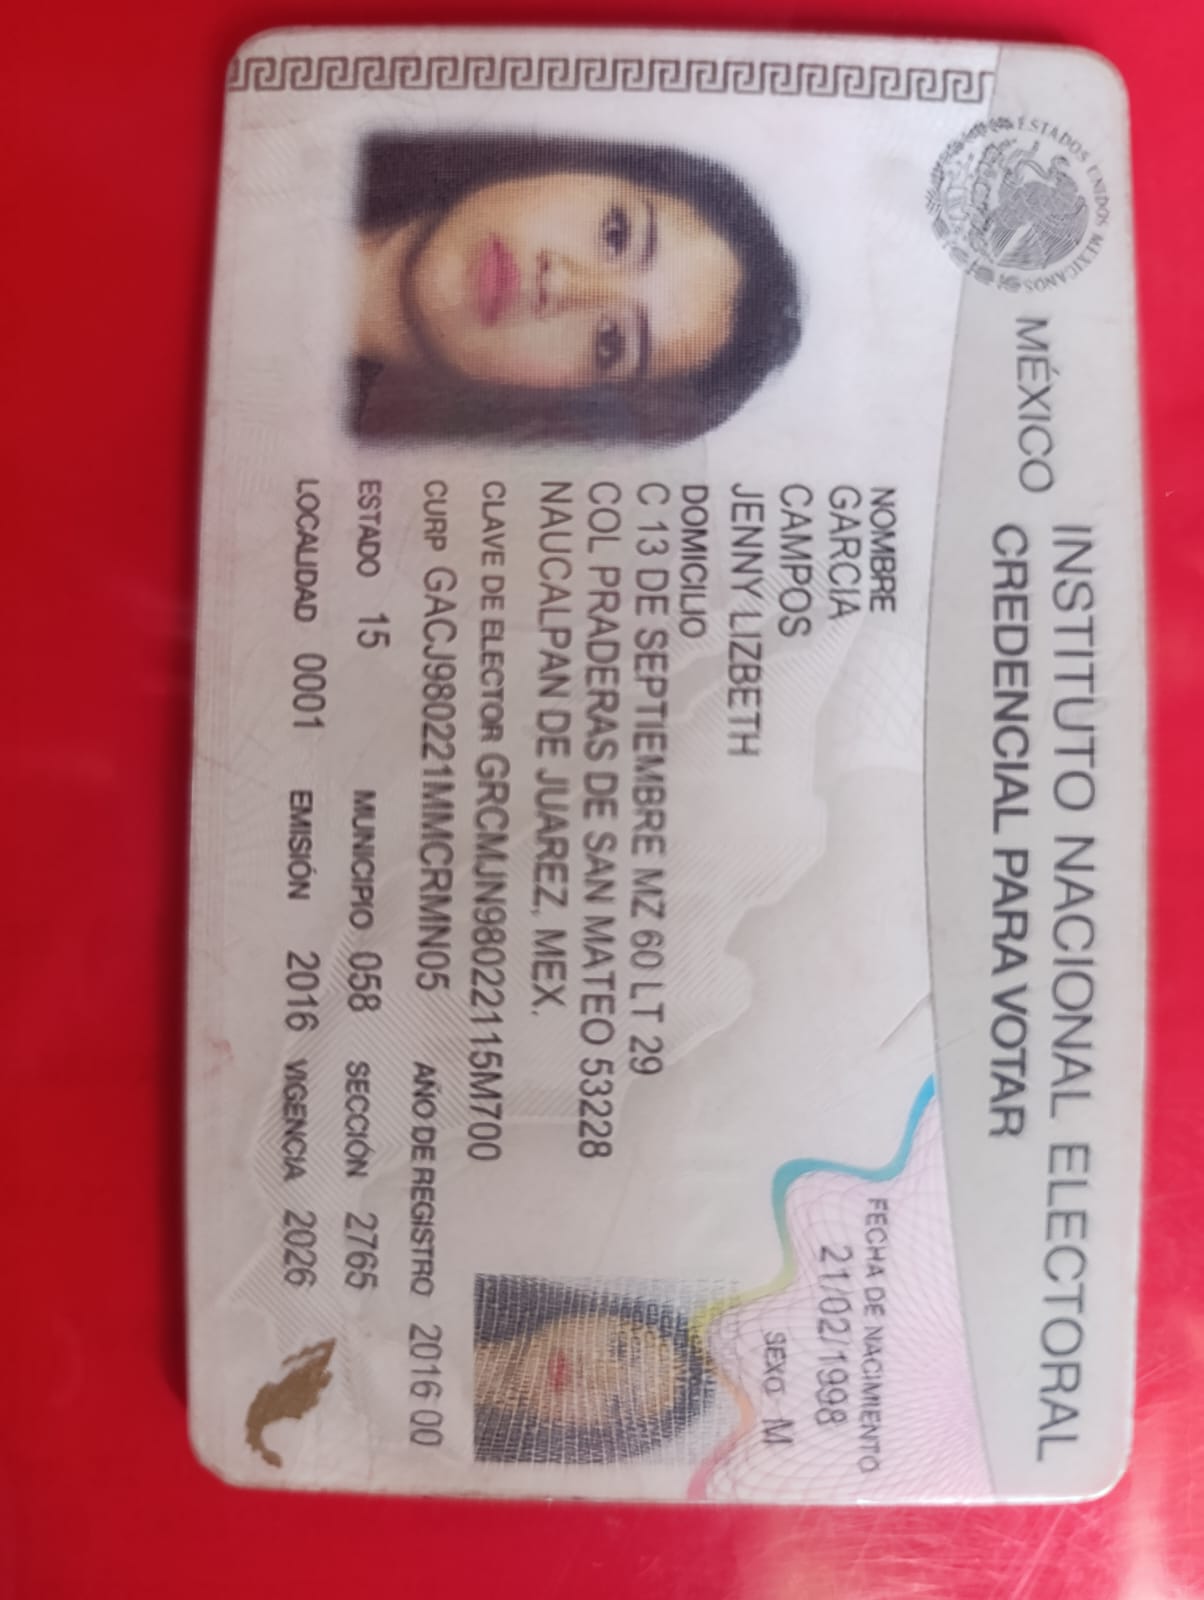 ESTADOS UNIDOS MEXICANOS
INSTITUTO NACIONAL ELECTORAL
MÉXICO CREDENCIAL PARA VOTAR
NOMBRE
GARCIA
CAMPOS
JENNY LIZBETH
FECHA DE NACIMIENTO
21/02/1998
SEXO M
DOMICILIO
C 13 DE SEPTIEMBRE MZ 60 LT 29
COL PRADERAS DE SAN MATEO 53228
NAUCALPAN DE JUAREZ, MEX.
CLAVE DE ELECTOR GRCMJN98022115M700
CURP GACJ980221MMCRMN05 AÑO DE REGISTRO 2016 00
ESTADO 15 MUNICIPIO 058 SECCIÓN 2765
LOCALIDAD 0001 EMISIÓN 2016 VIGENCIA 2026